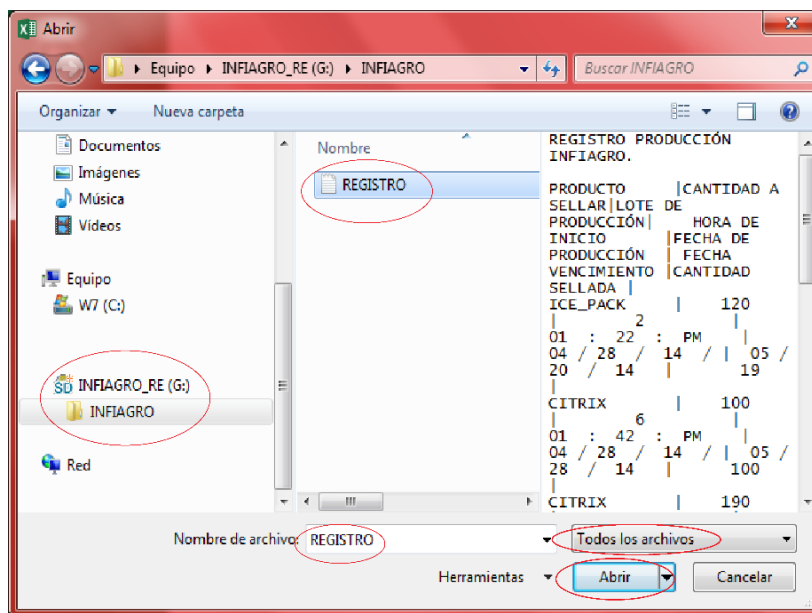 Abrir
Equipo INFIAGRO_RE (G:) INFIAGRO
Buscar INFIAGRO
Organizar
Nueva carpeta
Documentos
Imágenes
Música
Vídeos
Equipo
W7 (C:)
INFIAGRO_RE (G:)
INFIAGRO
Red
Nombre
REGISTRO
REGISTRO PRODUCCIÓN
INFIAGRO.
PRODUCTO |CANTIDAD A
SELLAR|LOTE DE
PRODUCCIÓN| HORA DE
INICIO |FECHA DE
PRODUCCIÓN | FECHA
VENCIMIENTO |CANTIDAD
SELLADA |
ICE_PACK | 120
| 2 |
01 : 22 : PM |
04 / 28 / 14 / | 05 /
20 / 14 | 19
|
CITRIX | 100
| 6 |
01 : 42 : PM |
04 / 28 / 14 / | 05 /
28 / 14 | 100
|
CITRIX | 190
Nombre de archivo: REGISTRO
Todos los archivos
Herramientas
Abrir
Cancelar